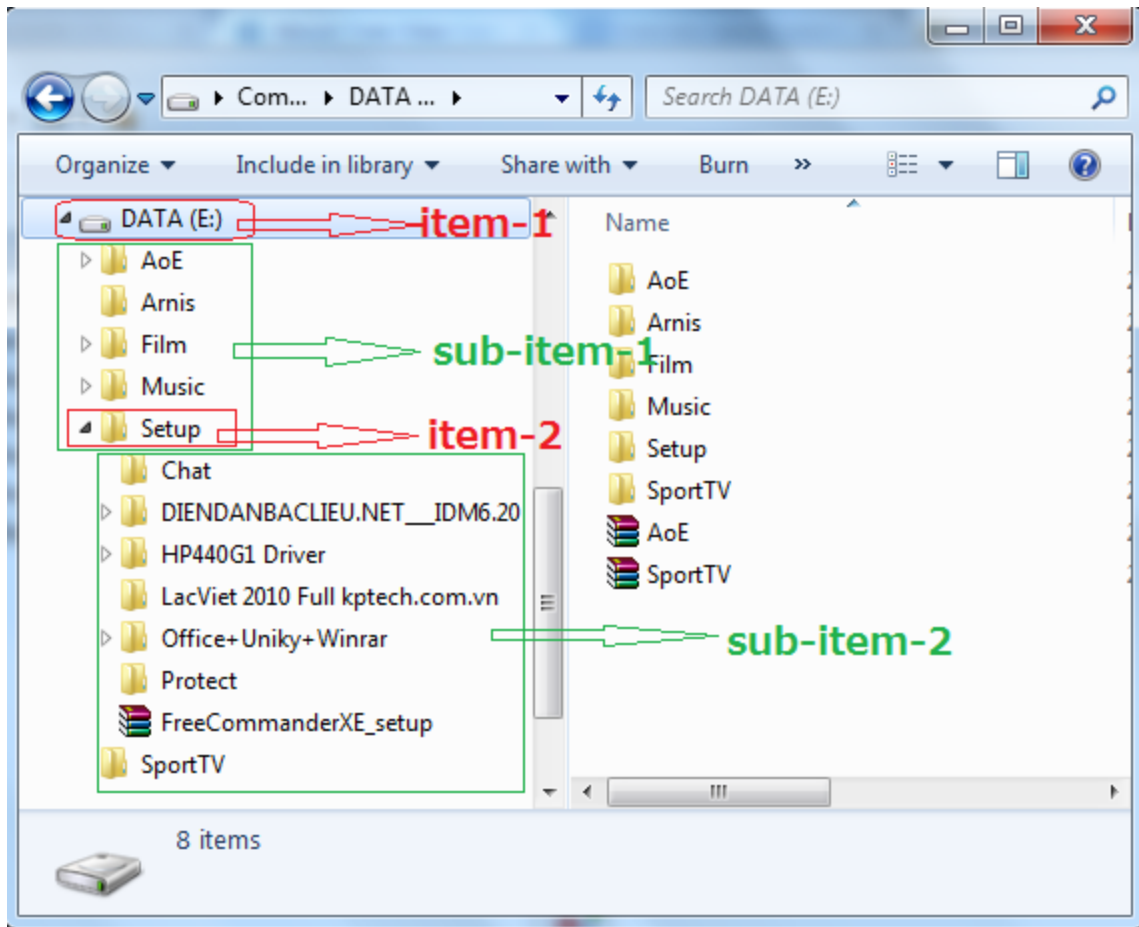 Com... DATA ...
Search DATA (E:)
Organize Include in library Share with Burn »
DATA (E:)
item-1
AoE
Arnis
Film
sub-item-1
Music
Setup
item-2
Chat
DIENDANBACLIEU.NET___IDM6.20
HP440G1 Driver
LacViet 2010 Full kptech.com.vn
Office+Uniky+Winrar
sub-item-2
Protect
FreeCommanderXE_setup
SportTV
Name
AoE
Arnis
Film
Music
Setup
SportTV
AoE
SportTV
8 items